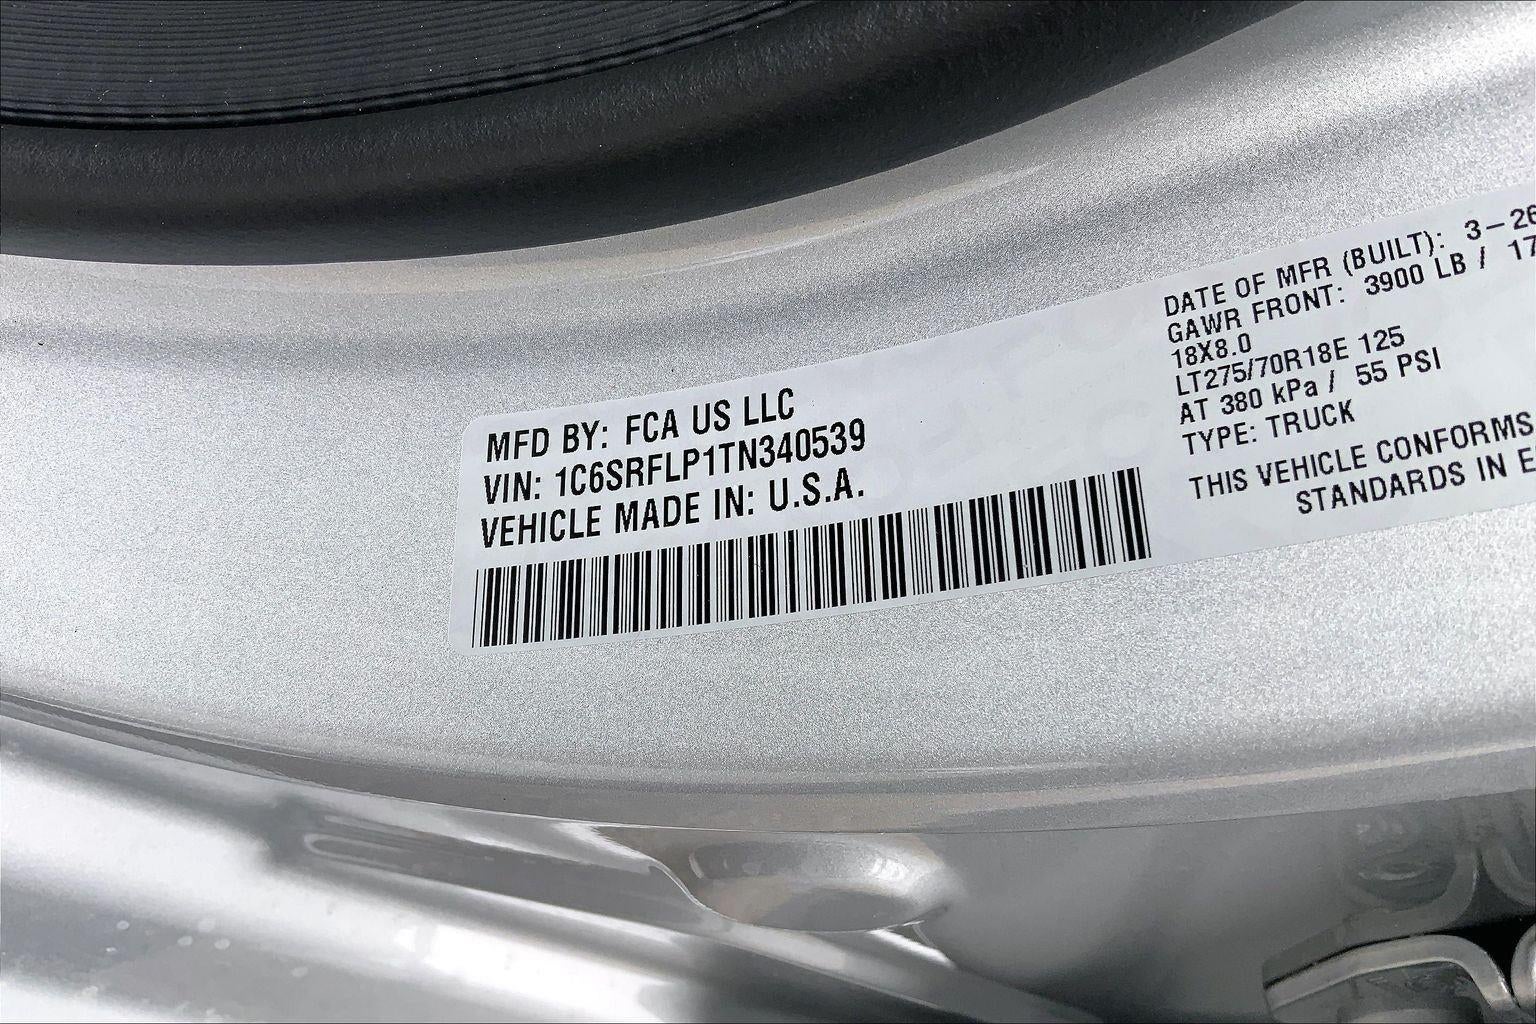 MFD BY: FCA US LLC
VIN: 1C6SRFLP1TN340539
VEHICLE MADE IN: U.S.A.
DATE OF MFR (BUILT): 3-26
GAWR FRONT: 3900 LB / 17
18X8.0
LT275/70R18E 125
AT 380 kPa / 55 PSI
TYPE: TRUCK
THIS VEHICLE CONFORMS
STANDARDS IN E